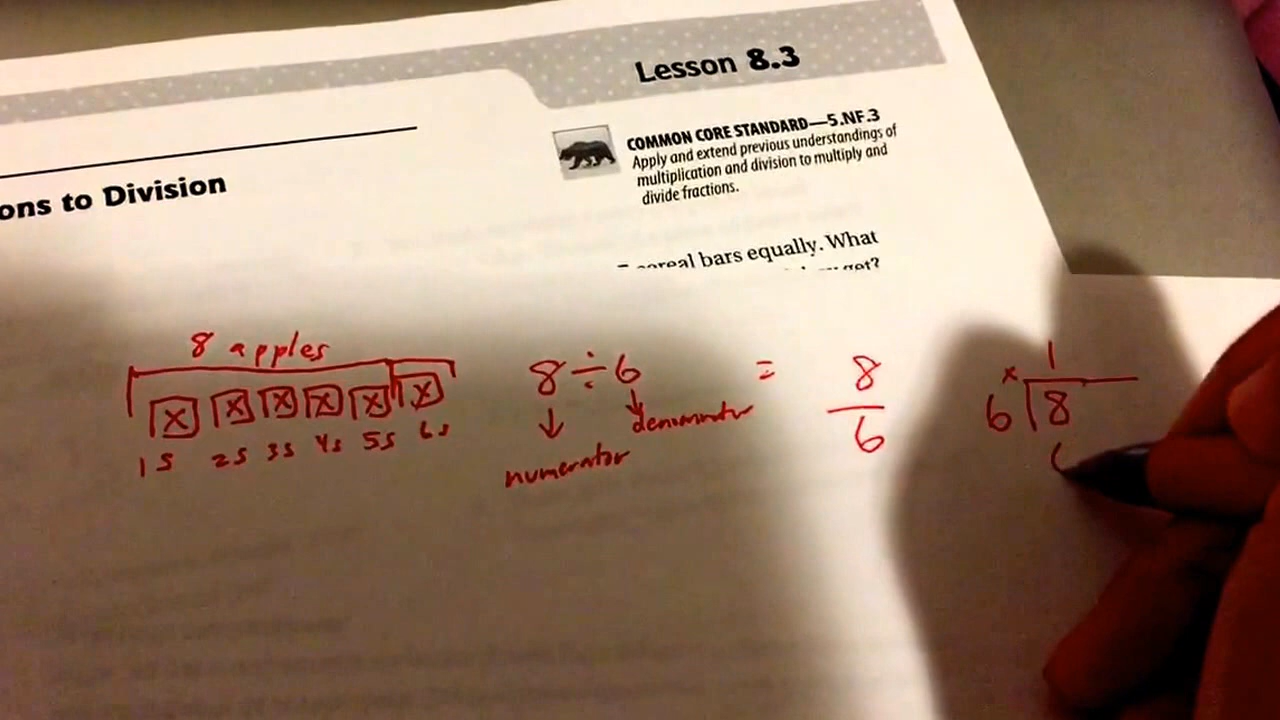 Lesson 8.3
COMMON CORE STANDARD—5.NF.3
Apply and extend previous understandings of
multiplication and division to multiply and
divide fractions.
ons to Division
bars equally. What
8 apples
x x x x x x
1s 2s 3s 4s 5s 6s
8 ÷ 6
numerator
denominator
=
8
6
x 1
6 8